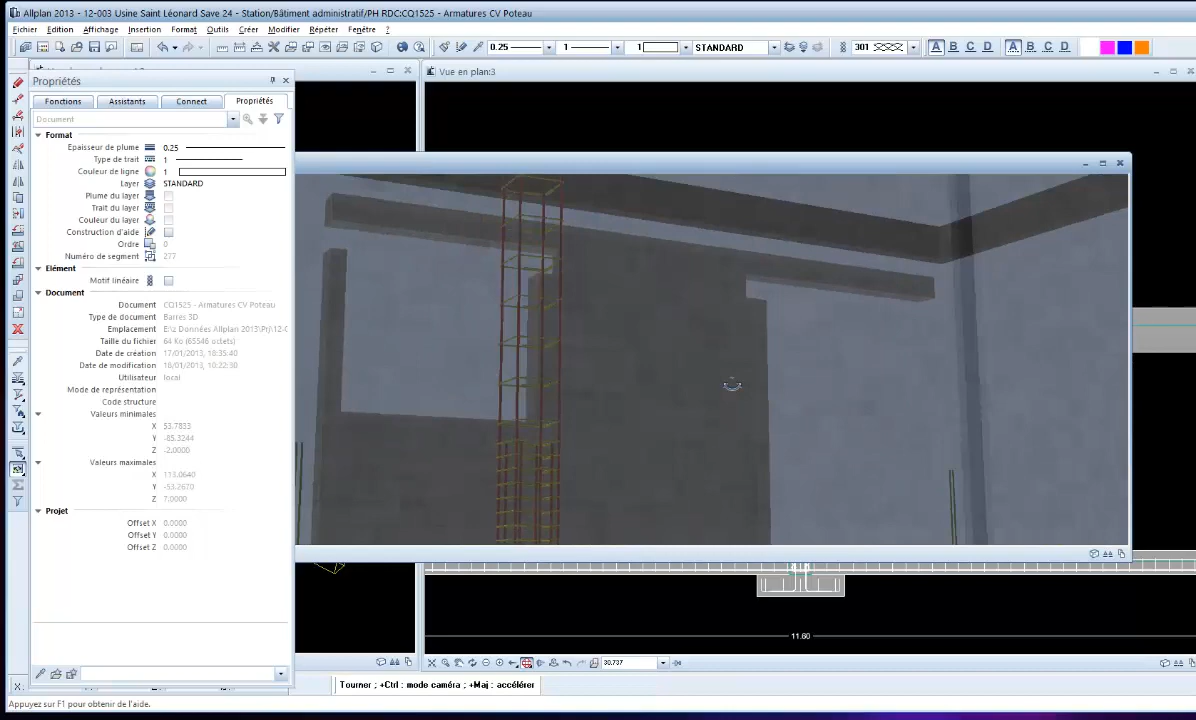 Allplan 2013 - 12-003 Usine Saint Léonard Save 24 - Station/Bâtiment administratif/PH RDC:CQ1525 - Armatures CV Poteau
Fichier Edition Affichage Insertion Format Outils Créer Modifier Répéter Fenêtre ?
0.25 1 1 STANDARD 301 A B C D A B C D
Vue en plan:3
Propriétés
Fonctions Assistants Connect Propriétés
Document
Format
Epaisseur de plume 0.25
Type de trait 1
Couleur de ligne 1
Layer STANDARD
Plume du layer
Trait du layer
Couleur du layer
Construction d'aide
Ordre 0
Numéro de segment 277
Elément
Motif linéaire
Document
Document CQ1525 - Armatures CV Poteau
Type de document Barres 3D
Emplacement E:\z Données Allplan 2013\Prj\12-0
Taille du fichier 64 Ko (65546 octets)
Date de création 17/01/2013, 18:35:40
Date de modification 18/01/2013, 10:22:30
Utilisateur local
Mode de représentation
Code structure
Valeurs minimales
X 53.7833
Y -85.3244
Z -2.0000
Valeurs maximales
X 113.0640
Y -53.2670
Z 7.0000
Projet
Offset X 0.0000
Offset Y 0.0000
Offset Z 0.0000
11.60
30.737
Tourner ; +Ctrl : mode caméra ; +Maj : accélérer
Appuyez sur F1 pour obtenir de l'aide.